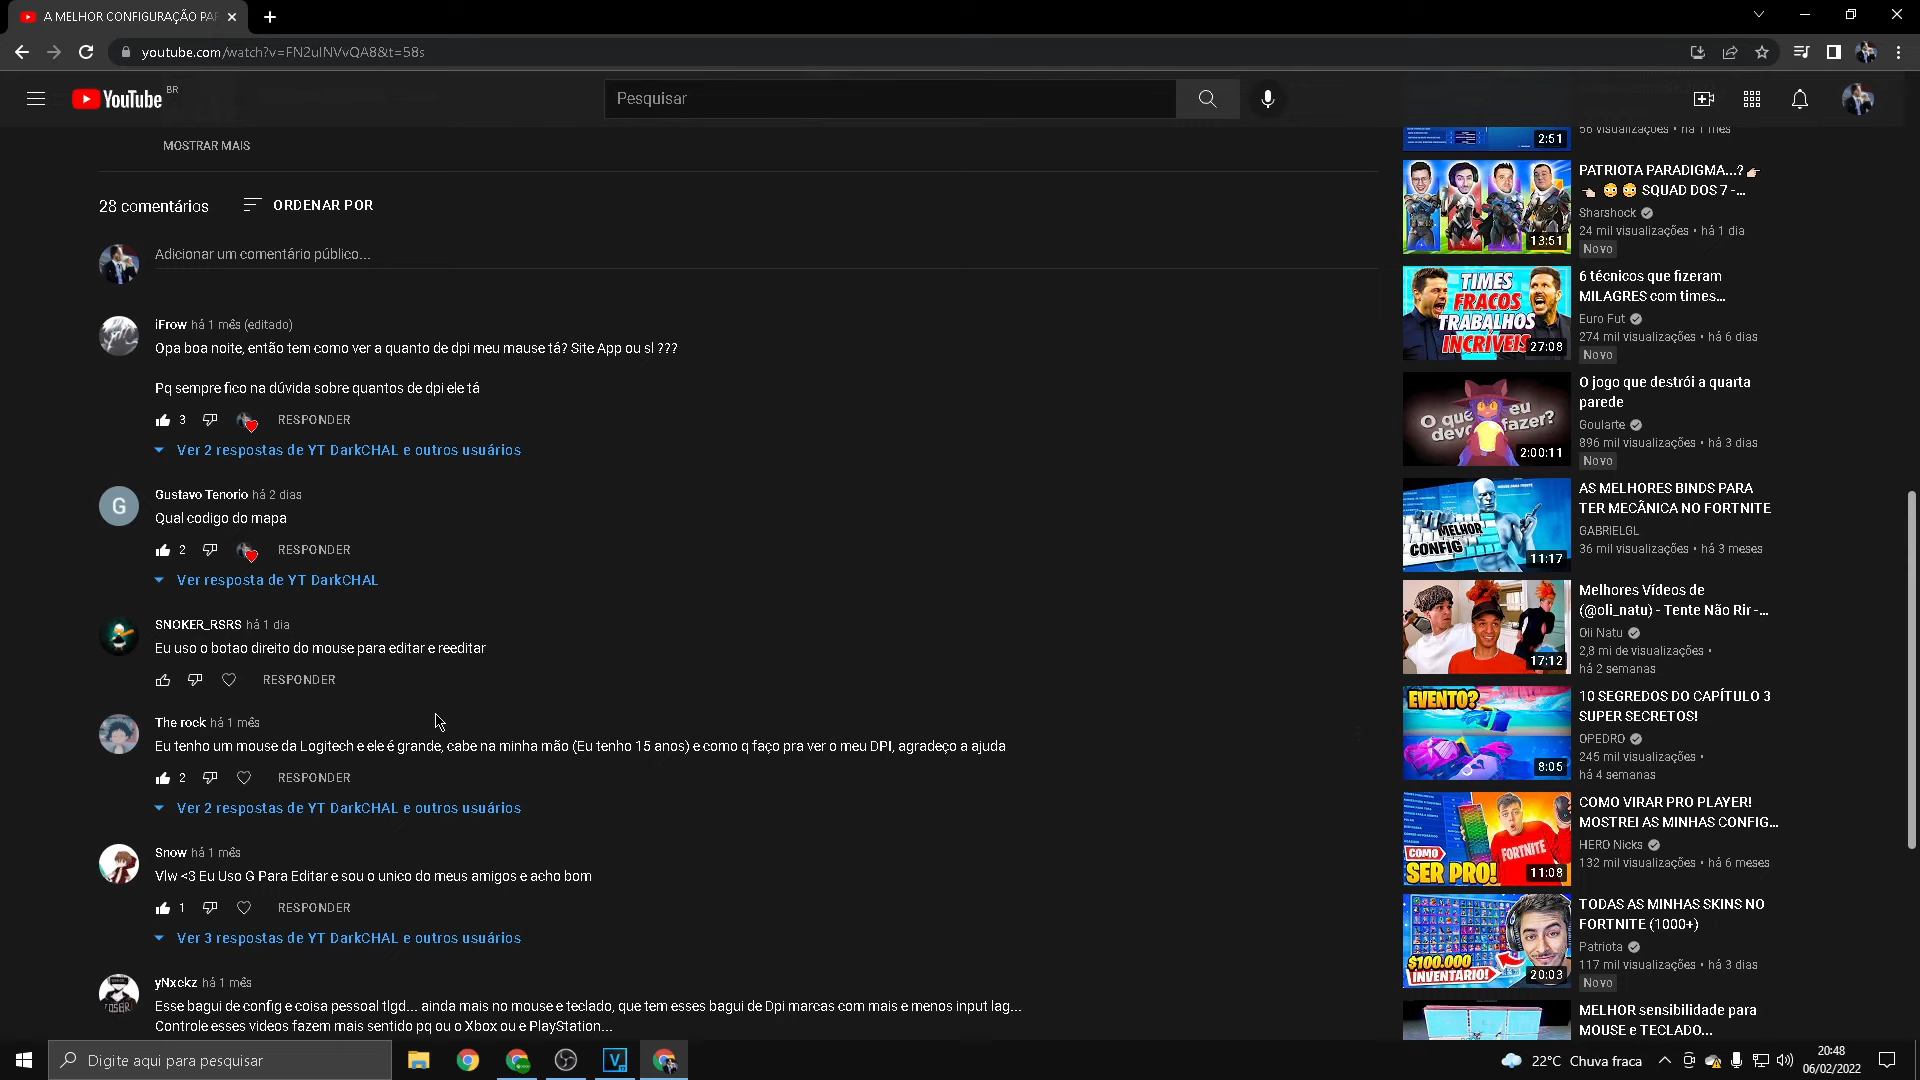 A MELHOR CONFIGURAÇÃO PAR
youtube.com/watch?v=FN2uINVvQA8&t=58s
YouTube BR
Pesquisar
MOSTRAR MAIS
28 comentários
ORDENAR POR
Adicionar um comentário público...
iFrow há 1 mês (editado)
Opa boa noite, então tem como ver a quanto de dpi meu mause tá? Site App ou sl ???
Pq sempre fico na dúvida sobre quantos de dpi ele tá
3 RESPONDER
Ver 2 respostas de YT DarkCHAL e outros usuários
G
Gustavo Tenorio há 2 dias
Qual codigo do mapa
2 RESPONDER
Ver resposta de YT DarkCHAL
SNOKER_RSRS há 1 dia
Eu uso o botao direito do mouse para editar e reeditar
RESPONDER
The rock há 1 mês
Eu tenho um mouse da Logitech e ele é grande, cabe na minha mão (Eu tenho 15 anos) e como q faço pra ver o meu DPI, agradeço a ajuda
2 RESPONDER
Ver 2 respostas de YT DarkCHAL e outros usuários
Snow há 1 mês
Vlw <3 Eu Uso G Para Editar e sou o unico do meus amigos e acho bom
1 RESPONDER
Ver 3 respostas de YT DarkCHAL e outros usuários
yNxckz há 1 mês
Esse bagui de config e coisa pessoal tlgd... ainda mais no mouse e teclado, que tem esses bagui de Dpi marcas com mais e menos input lag...
Controle esses videos fazem mais sentido pq ou o Xbox ou e PlayStation...
2:51
56 visualizações • há 1 mês
13:51
PATRIOTA PARADIGMA...?
SQUAD DOS 7 -...
Sharshock
24 mil visualizações • há 1 dia
Novo
TIMES
FRACOS
TRABALHOS
INCRÍVEIS
27:08
6 técnicos que fizeram
MILAGRES com times...
Euro Fut
274 mil visualizações • há 6 dias
Novo
O que eu
devo fazer?
2:00:11
O jogo que destrói a quarta
parede
Goularte
896 mil visualizações • há 3 dias
Novo
MELHOR
CONFIG
11:17
AS MELHORES BINDS PARA
TER MECÂNICA NO FORTNITE
GABRIELGL
36 mil visualizações • há 3 meses
17:12
Melhores Vídeos de
(@oli_natu) - Tente Não Rir -...
Oli Natu
2,8 mi de visualizações •
há 2 semanas
EVENTO?
8:05
10 SEGREDOS DO CAPÍTULO 3
SUPER SECRETOS!
OPEDRO
245 mil visualizações •
há 4 semanas
COMO
SER PRO!
FORTNITE
11:08
COMO VIRAR PRO PLAYER!
MOSTREI AS MINHAS CONFIG...
HERO Nicks
132 mil visualizações • há 6 meses
$100.000
INVENTÁRIO!
20:03
TODAS AS MINHAS SKINS NO
FORTNITE (1000+)
Patriota
117 mil visualizações • há 3 dias
Novo
MELHOR sensibilidade para
MOUSE e TECLADO...
Digite aqui para pesquisar
22°C Chuva fraca
20:48
06/02/2022